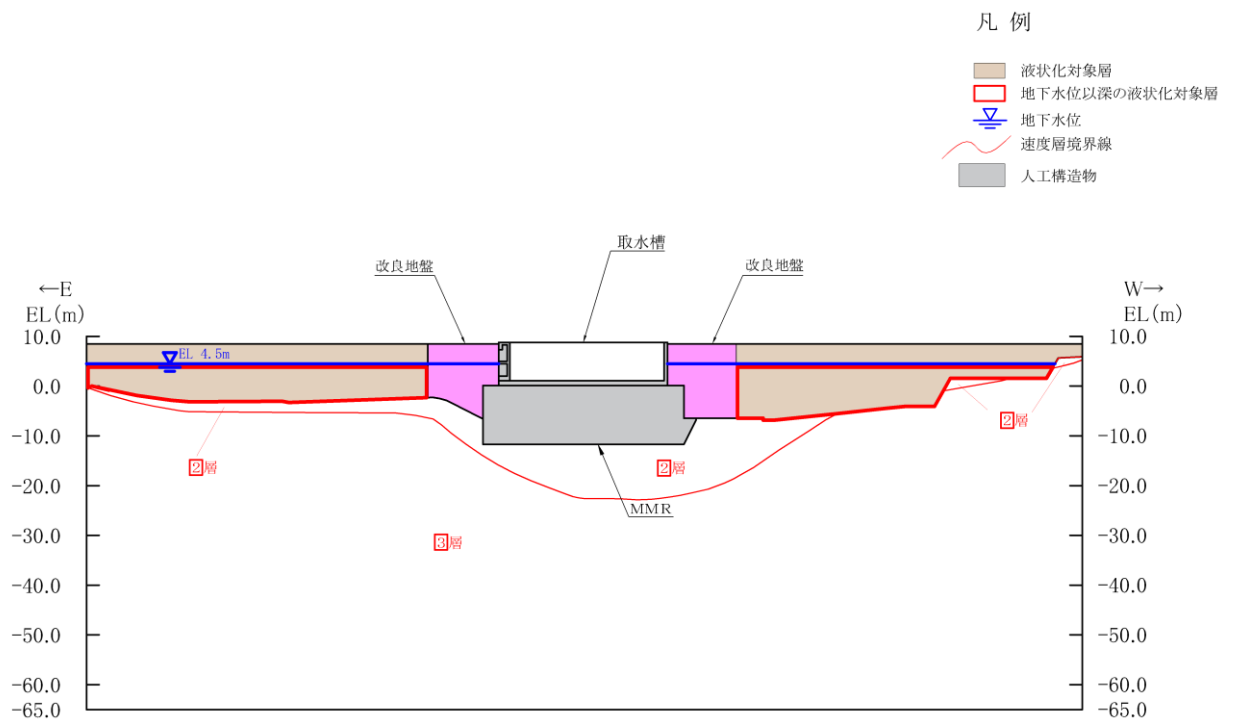 凡 例
液状化対象層
地下水位以深の液状化対象層
地下水位
速度層境界線
人工構造物
取水槽
改良地盤
改良地盤
←E
EL(m)
W→
EL(m)
10.0
0.0
-10.0
-20.0
-30.0
-40.0
-50.0
-60.0
-65.0
EL 4.5m
2層
2層
2層
MMR
3層
10.0
0.0
-10.0
-20.0
-30.0
-40.0
-50.0
-60.0
-65.0